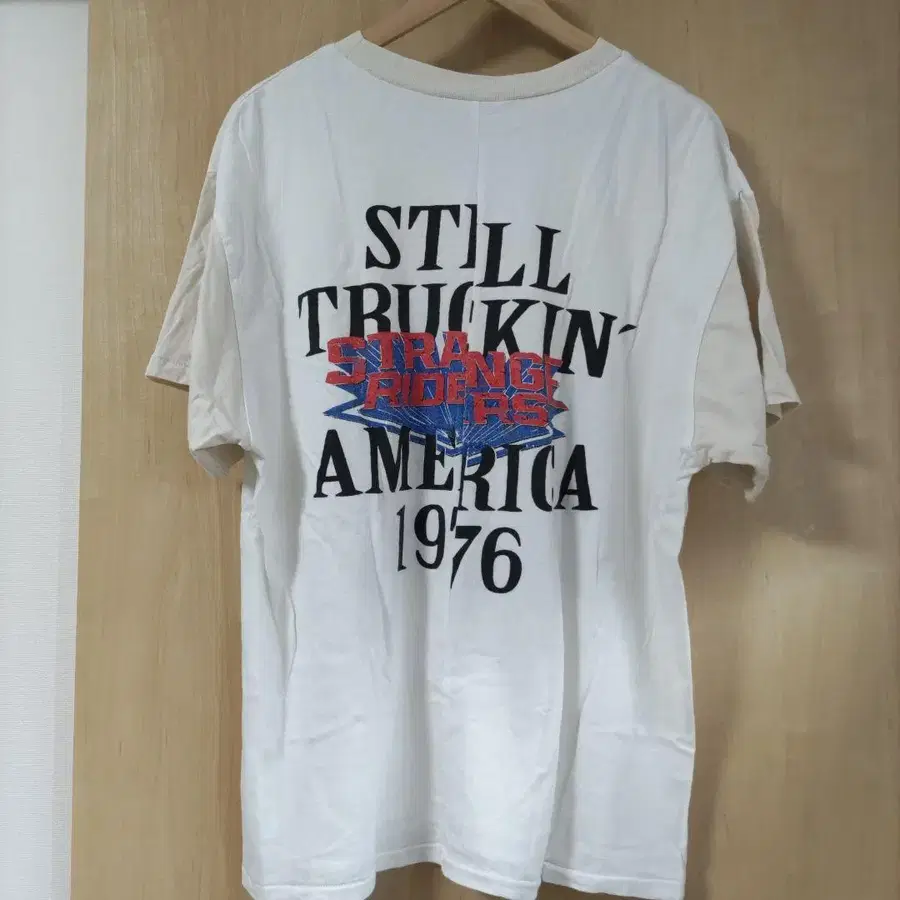 STILL
TRUCKIN´
STRANGE
RIDERS
AMERICA
1976